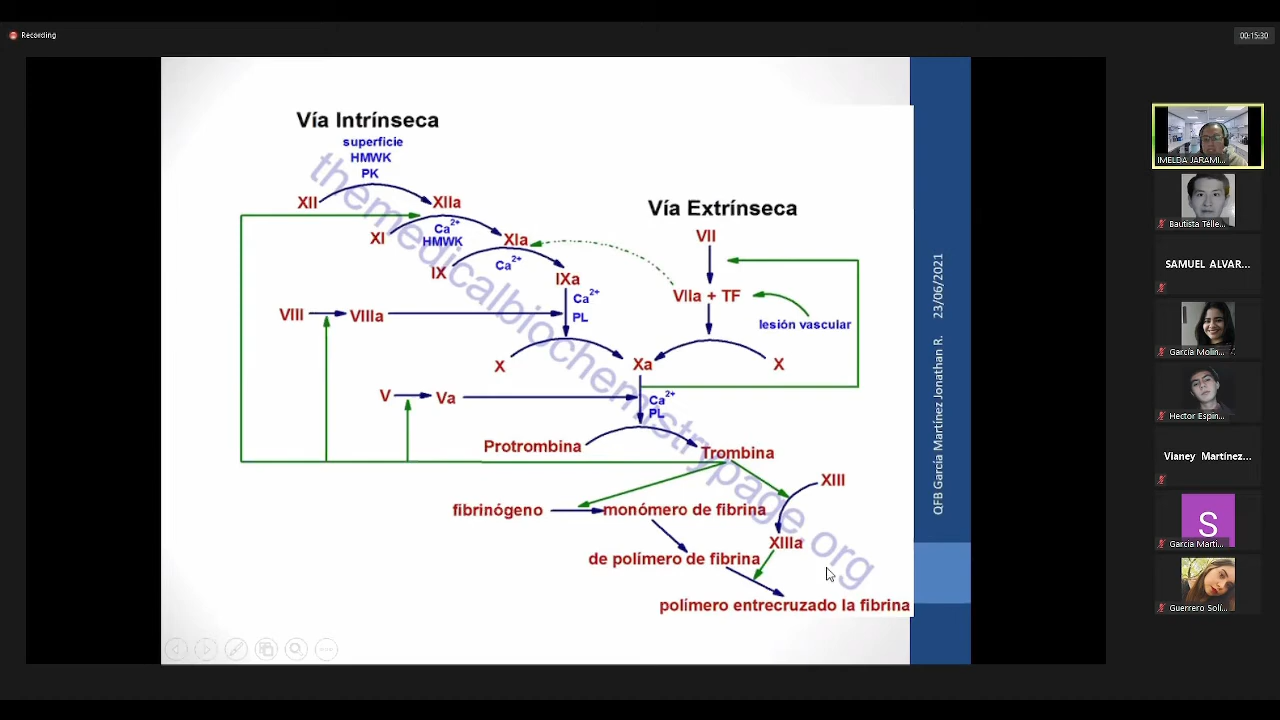 Recording
00:15:30
Vía Intrínseca
superficie
HMWK
PK
XII
XIIa
XI
Ca2+
HMWK
XIa
IX
Ca2+
IXa
Ca2+
PL
VIII
VIIIa
X
Xa
X
Vía Extrínseca
VII
VIIa + TF
lesión vascular
V
Va
Ca2+
PL
Protrombina
Trombina
XIII
fibrinógeno
monómero de fibrina
XIIIa
de polímero de fibrina
polímero entrecruzado la fibrina
themedicalbiochemistrypage.org
QFB García Martínez Jonathan R. 23/06/2021
IMELDA JARAMI...
Bautista Télle...
SAMUEL ALVAR...
García Molin...
Hector Espin...
Vianey Martínez...
S
García Martí...
Guerrero Solí...